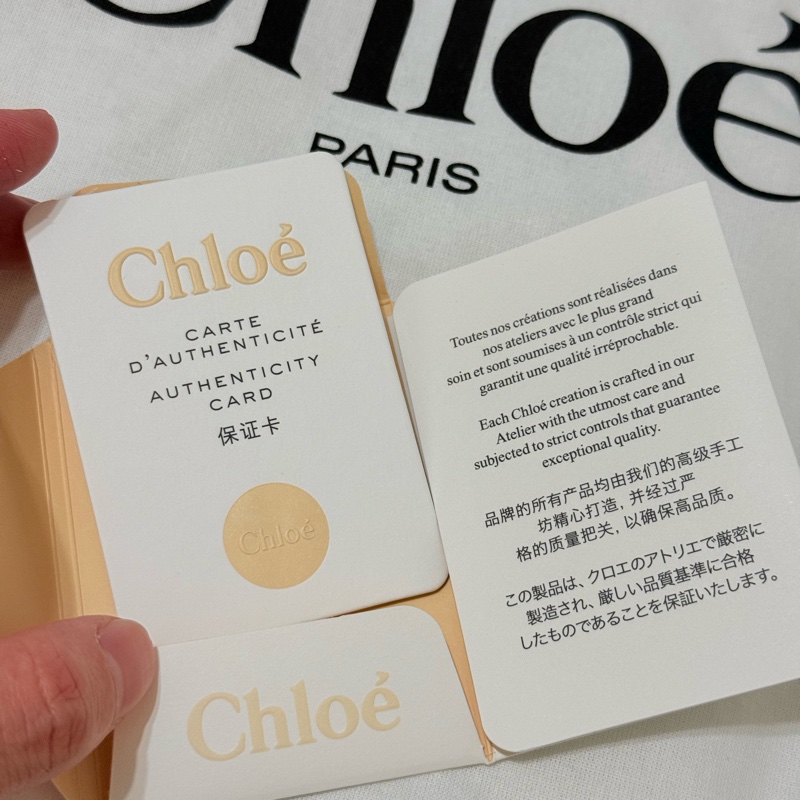 Chloé
PARIS
Chloé
CARTE
D'AUTHENTICITÉ
AUTHENTICITY
CARD
保证卡
Chloé
Chloé
Toutes nos créations sont réalisées dans
nos ateliers avec le plus grand
soin et sont soumises à un contrôle strict qui
garantit une qualité irréprochable.
Each Chloé creation is crafted in our
Atelier with the utmost care and
subjected to strict controls that guarantee
exceptional quality.
品牌的所有产品均由我们的高级手工
坊精心打造, 并经过严
格的质量把关, 以确保高品质。
この製品は、クロエのアトリエで厳密に
製造され、厳しい品質基準に合格
したものであることを保証いたします。